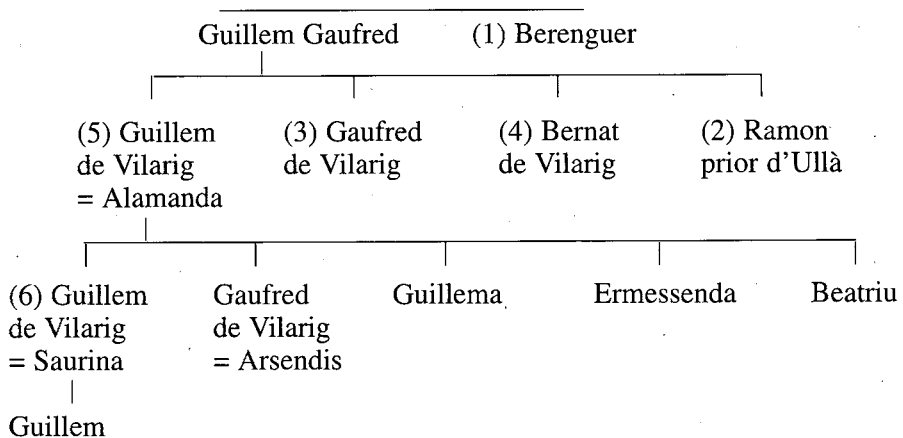 Guillem Gaufred (1) Berenguer
(5) Guillem (3) Gaufred (4) Bernat (2) Ramon
de Vilarig de Vilarig de Vilarig prior d'Ullà
= Alamanda
(6) Guillem Gaufred Guillema Ermessenda Beatriu
de Vilarig de Vilarig
= Saurina = Arsendis
Guillem